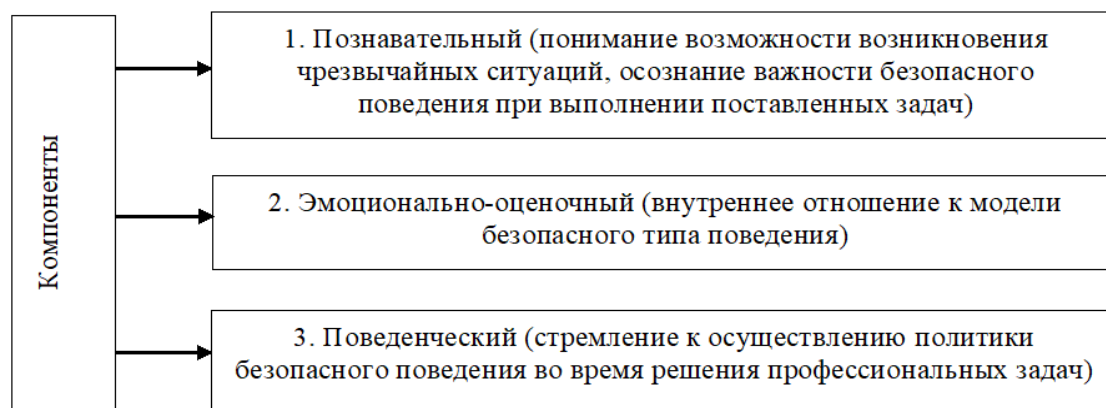 Компоненты
1. Познавательный (понимание возможности возникновения
чрезвычайных ситуаций, осознание важности безопасного
поведения при выполнении поставленных задач)
2. Эмоционально-оценочный (внутреннее отношение к модели
безопасного типа поведения)
3. Поведенческий (стремление к осуществлению политики
безопасного поведения во время решения профессиональных задач)